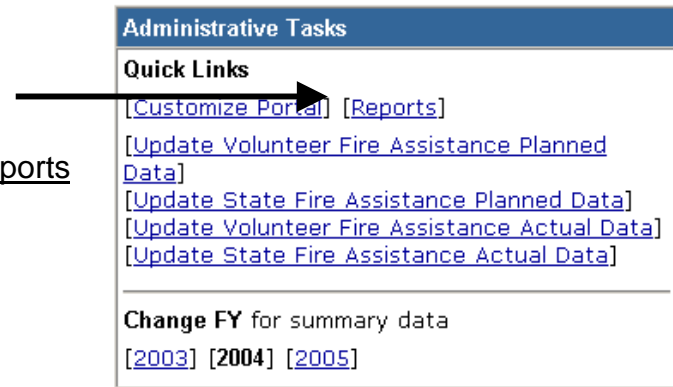 Administrative Tasks
Quick Links
[Customize Portal] [Reports]
[Update Volunteer Fire Assistance Planned
Data]
ports
[Update State Fire Assistance Planned Data]
[Update Volunteer Fire Assistance Actual Data]
[Update State Fire Assistance Actual Data]
Change FY for summary data
[2003] [2004] [2005]